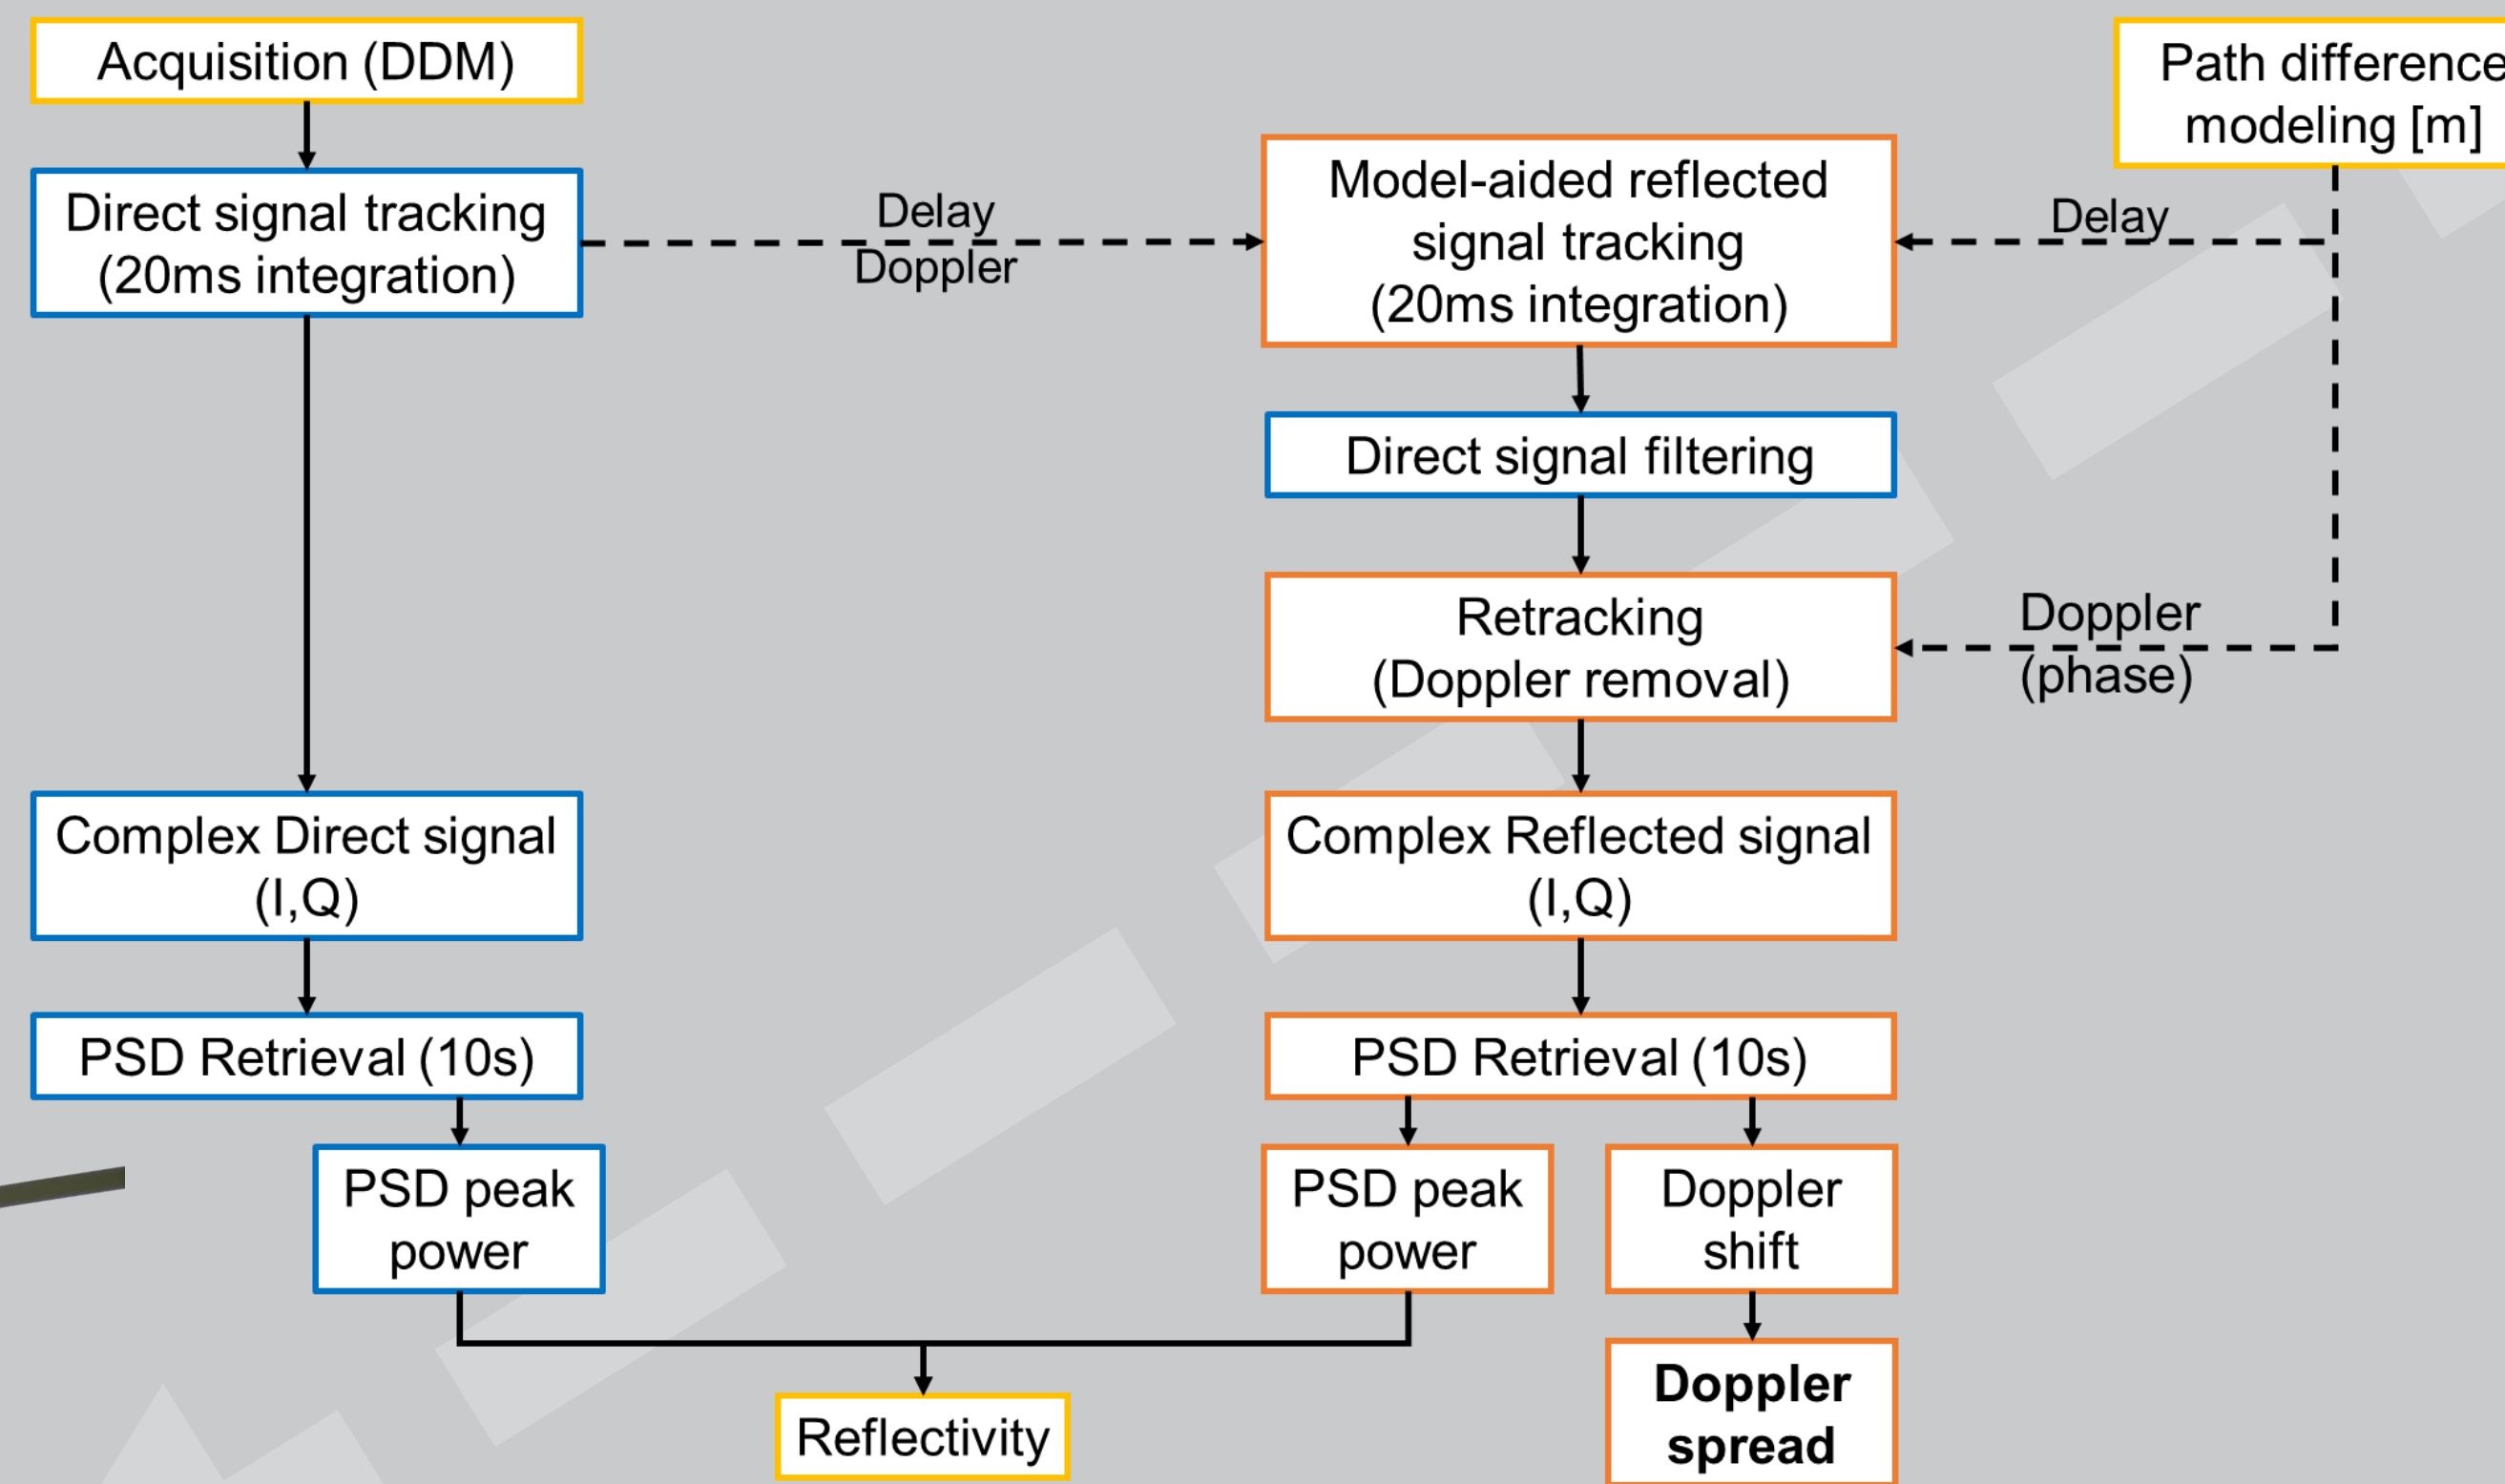 Acquisition (DDM)
Path difference
modeling [m]
Direct signal tracking
(20ms integration)
Delay
Doppler
Model-aided reflected
signal tracking
(20ms integration)
Delay
Direct signal filtering
Retracking
(Doppler removal)
Doppler
(phase)
Complex Direct signal
(I,Q)
Complex Reflected signal
(I,Q)
PSD Retrieval (10s)
PSD Retrieval (10s)
PSD peak
power
PSD peak
power
Doppler
shift
Reflectivity
Doppler
spread